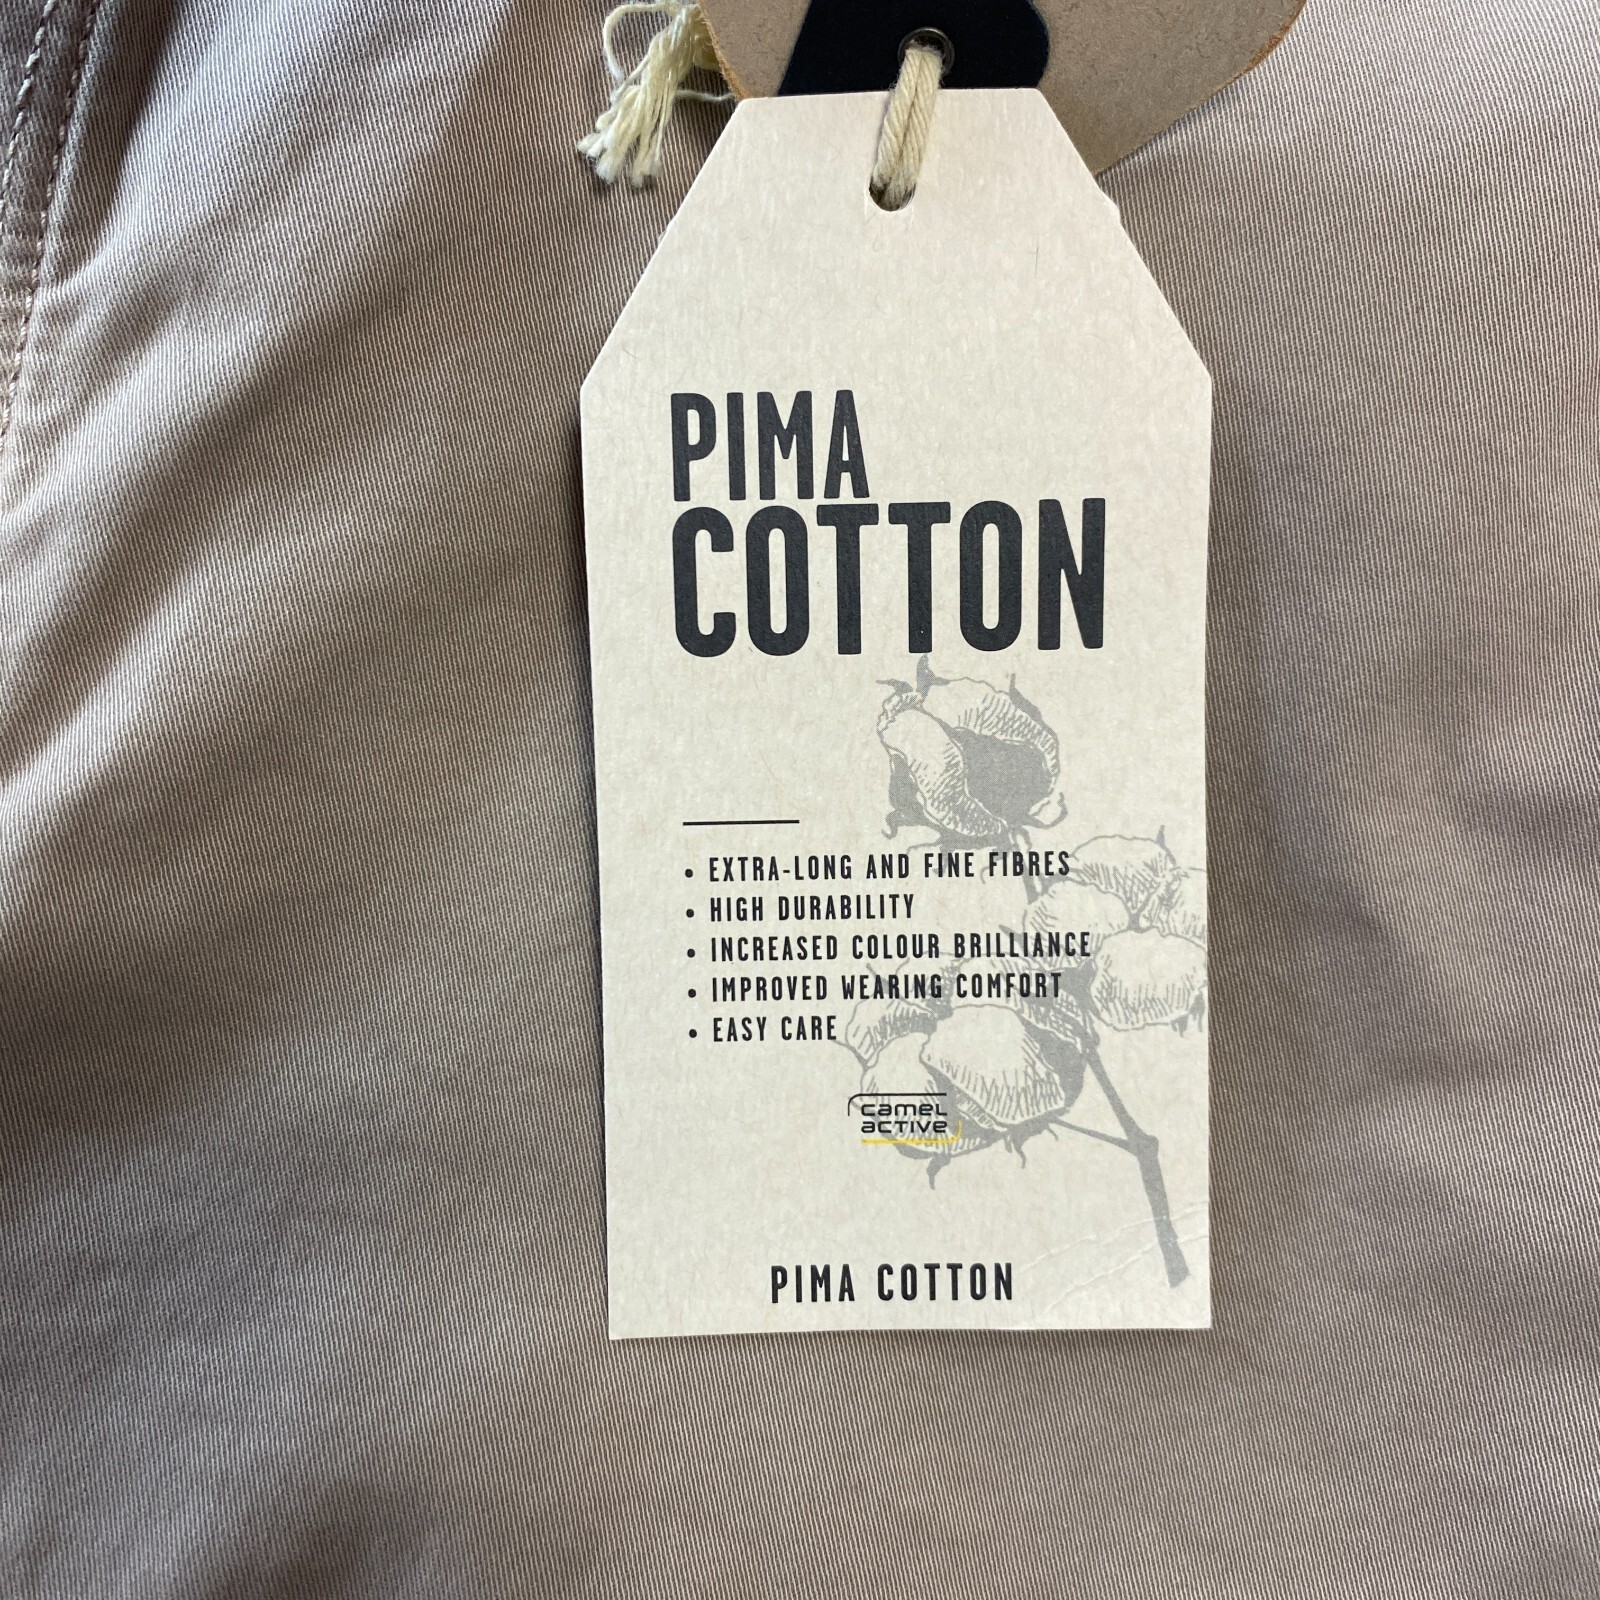 PIMA
COTTON
• EXTRA-LONG AND FINE FIBRES
• HIGH DURABILITY
• INCREASED COLOUR BRILLIANCE
• IMPROVED WEARING COMFORT
• EASY CARE
camel
active
PIMA COTTON